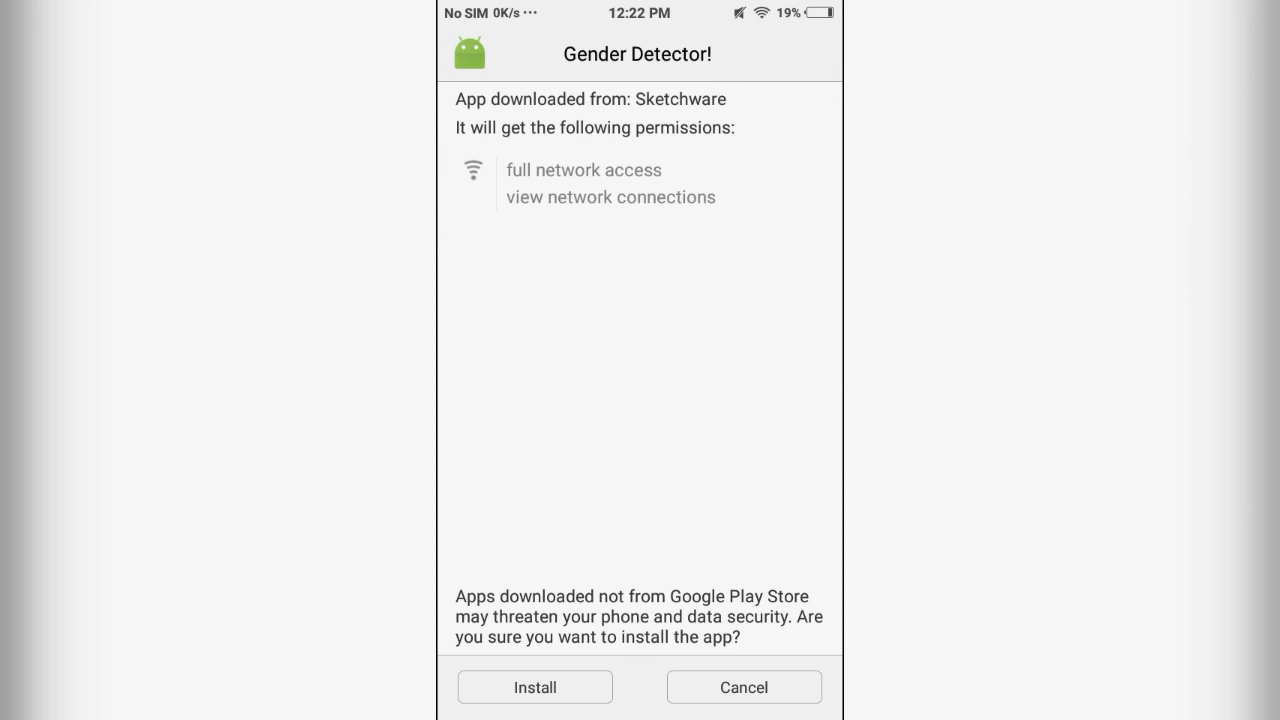 No SIM 0K/s ... 12:22 PM 19%
Gender Detector!
App downloaded from: Sketchware
It will get the following permissions:
full network access
view network connections
Apps downloaded not from Google Play Store
may threaten your phone and data security. Are
you sure you want to install the app?
Install Cancel